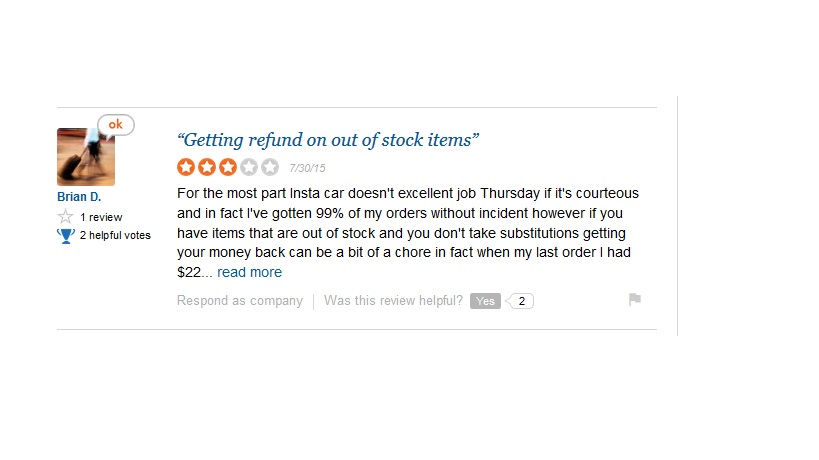 ok
“Getting refund on out of stock items”
7/30/15
Brian D.
1 review
2 helpful votes
For the most part Insta car doesn't excellent job Thursday if it's courteous
and in fact I've gotten 99% of my orders without incident however if you
have items that are out of stock and you don't take substitutions getting
your money back can be a bit of a chore in fact when my last order I had
$22... read more
Respond as company Was this review helpful? Yes 2